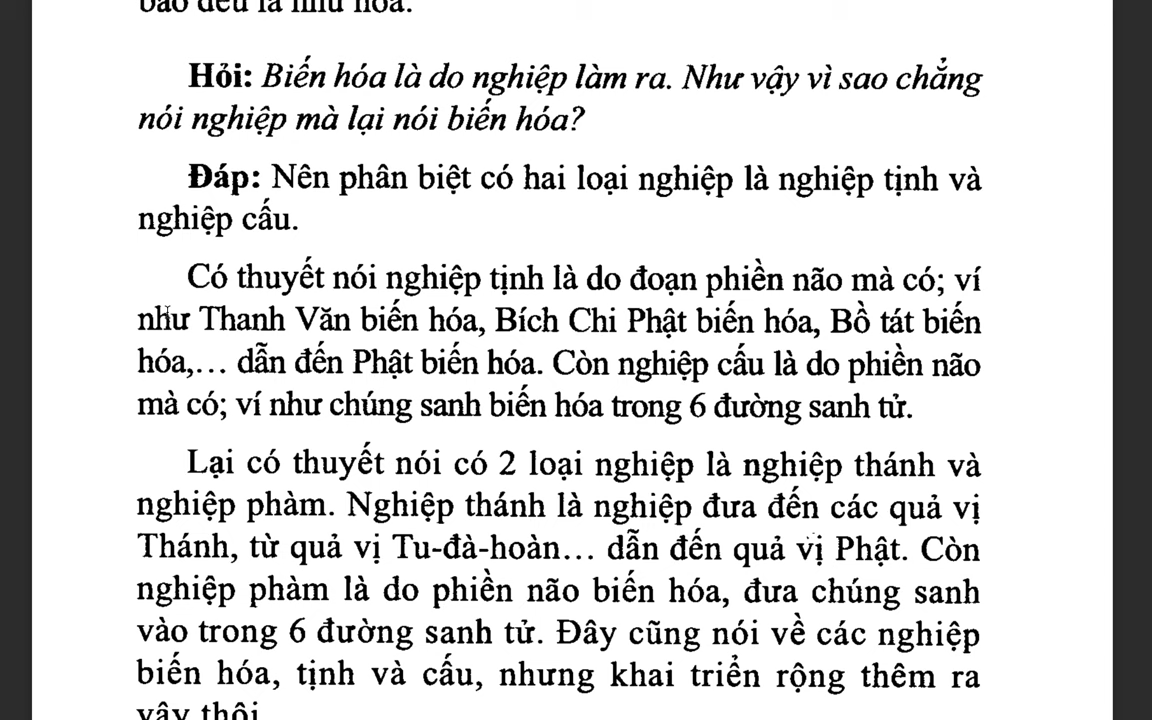 báo đều là như hóa.
Hỏi: Biến hóa là do nghiệp làm ra. Như vậy vì sao chẳng
nói nghiệp mà lại nói biến hóa?
Đáp: Nên phân biệt có hai loại nghiệp là nghiệp tịnh và
nghiệp cấu.
Có thuyết nói nghiệp tịnh là do đoạn phiền não mà có; ví
như Thanh Văn biến hóa, Bích Chi Phật biến hóa, Bồ tát biến
hóa,... dẫn đến Phật biến hóa. Còn nghiệp cấu là do phiền não
mà có; ví như chúng sanh biến hóa trong 6 đường sanh tử.
Lại có thuyết nói có 2 loại nghiệp là nghiệp thánh và
nghiệp phàm. Nghiệp thánh là nghiệp đưa đến các quả vị
Thánh, từ quả vị Tu-đà-hoàn... dẫn đến quả vị Phật. Còn
nghiệp phàm là do phiền não biến hóa, đưa chúng sanh
vào trong 6 đường sanh tử. Đây cũng nói về các nghiệp
biến hóa, tịnh và cấu, nhưng khai triển rộng thêm ra
vậy thôi